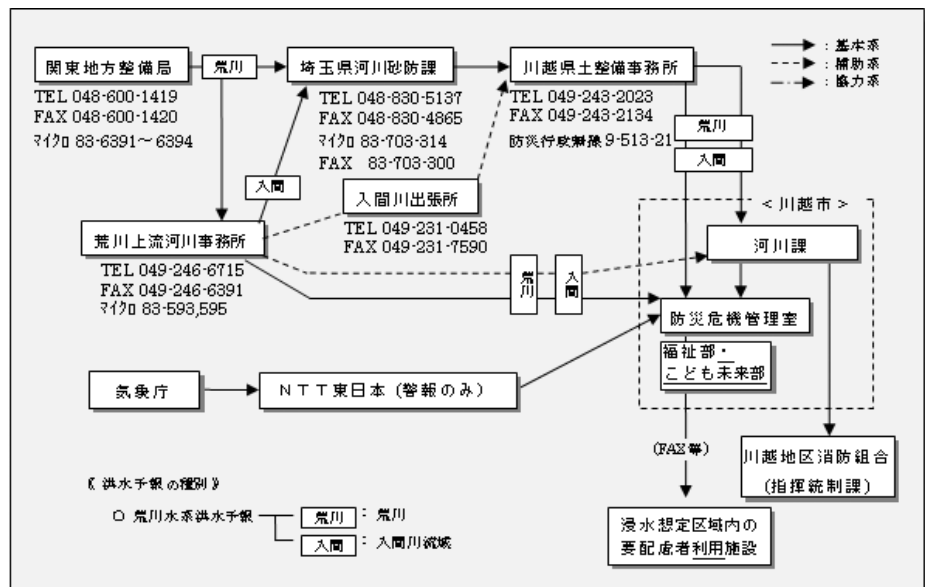 関東地方整備局
荒川
埼玉県河川砂防課
川越県土整備事務所
→ : 基本系
: 補助系
: 協力系
TEL 048-600-1419
FAX 048-600-1420
マイクロ 83-6391～6394
TEL 048-830-5137
FAX 048-830-4865
マイクロ 83-703-314
FAX 83-703-300
TEL 049-243-2023
FAX 049-243-2134
防災行政無線 9-513-21
荒川
入間
入間
入間川出張所
TEL 049-231-0458
FAX 049-231-7590
＜川越市＞
荒川上流河川事務所
TEL 049-246-6715
FAX 049-246-6391
マイクロ 83-593,595
荒川
入間
河川課
防災危機管理室
福祉部・
こども未来部
気象庁
ＮＴＴ東日本（警報のみ）
(FAX等)
川越地区消防組合
(指揮統制課)
《 洪水予報の種別 》
○ 荒川水系洪水予報
荒川 : 荒川
入間 : 入間川流域
浸水想定区域内の
要配慮者利用施設